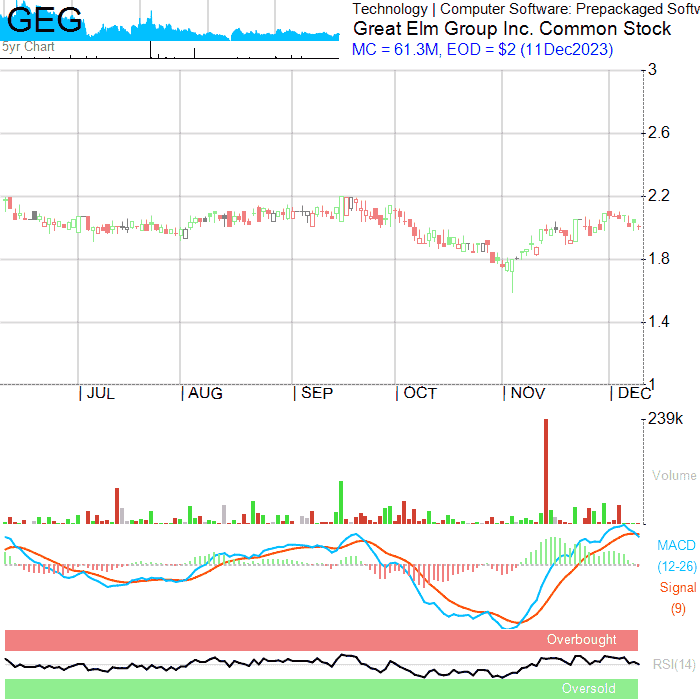 GEG
5yr Chart
Technology | Computer Software: Prepackaged Softw
Great Elm Group Inc. Common Stock
MC = 61.3M, EOD = $2 (11Dec2023)
3
2.6
2.2
1.8
1.4
1
JUL AUG SEP OCT NOV DEC
239k
Volume
MACD
(12-26)
Signal
(9)
Overbought
RSI(14)
Oversold